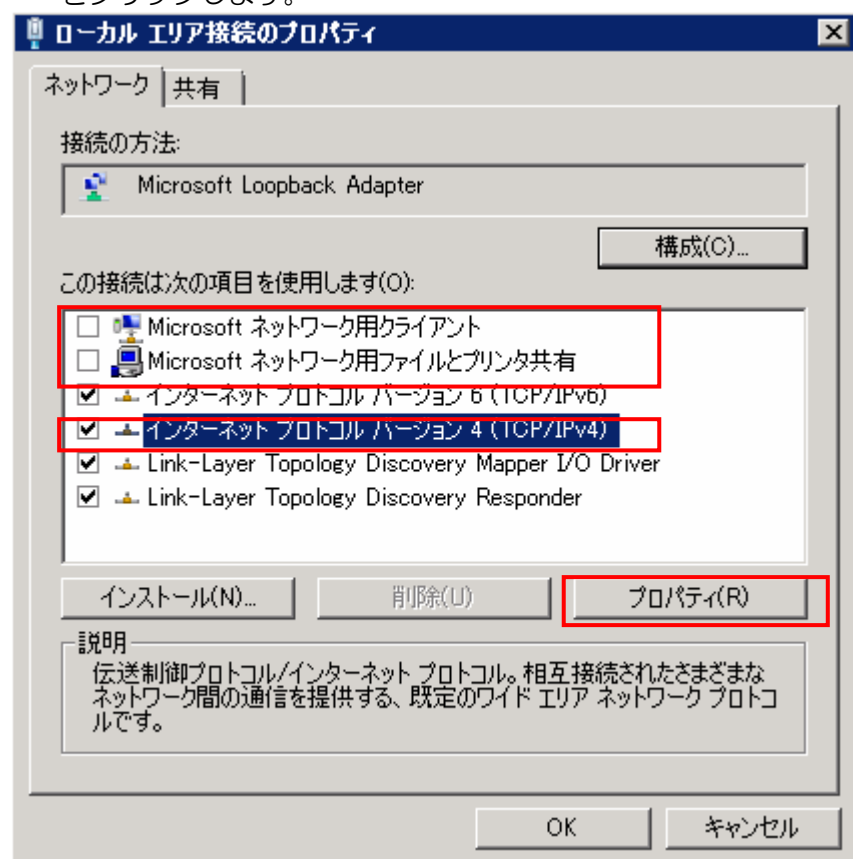 をクリックします。
ローカル エリア接続のプロパティ
ネットワーク 共有
接続の方法:
Microsoft Loopback Adapter
構成(C)...
この接続は次の項目を使用します(O):
Microsoft ネットワーク用クライアント
Microsoft ネットワーク用ファイルとプリンタ共有
インターネット プロトコル バージョン 6 (TCP/IPv6)
インターネット プロトコル バージョン 4 (TCP/IPv4)
Link-Layer Topology Discovery Mapper I/O Driver
Link-Layer Topology Discovery Responder
インストール(N)... 削除(U) プロパティ(R)
説明
伝送制御プロトコル/インターネット プロトコル。相互接続されたさまざまな
ネットワーク間の通信を提供する、既定のワイド エリア ネットワーク プロトコ
ルです。
OK キャンセル